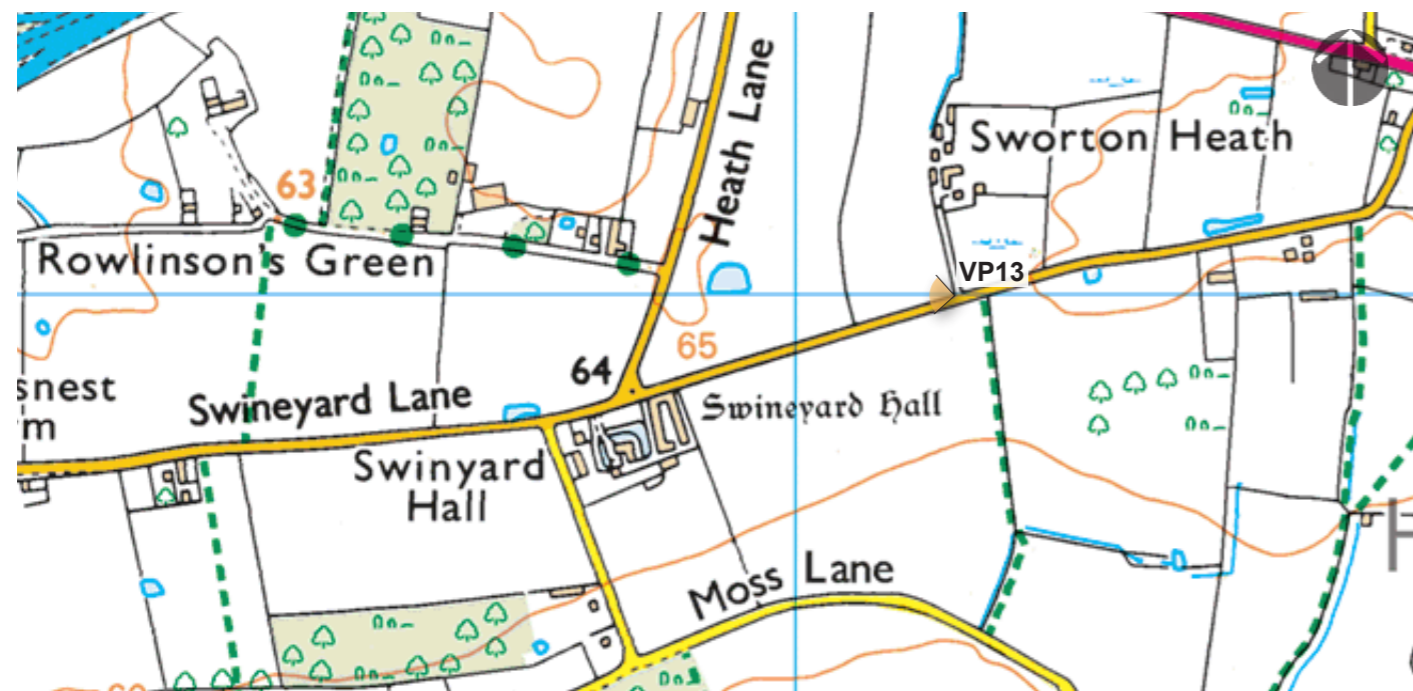 Heath Lane
Sworton Heath
63
Rowlinson's Green
VP13
65
64
snest
m
Swineyard Lane
Swineyard Hall
Swinyard
Hall
Moss Lane
H